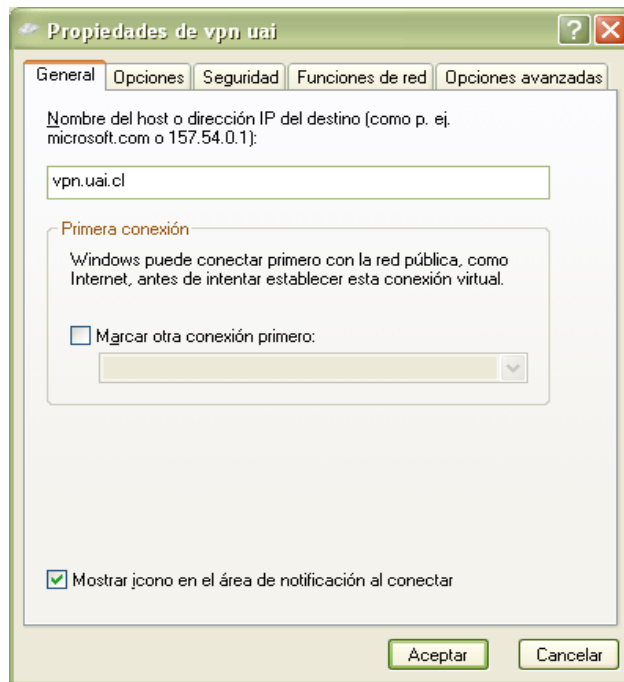 Propiedades de vpn uai
General Opciones Seguridad Funciones de red Opciones avanzadas
Nombre del host o dirección IP del destino (como p. ej.
microsoft.com o 157.54.0.1):
vpn.uai.cl
Primera conexión
Windows puede conectar primero con la red pública, como
Internet, antes de intentar establecer esta conexión virtual.
Marcar otra conexión primero:
Mostrar icono en el área de notificación al conectar
Aceptar Cancelar